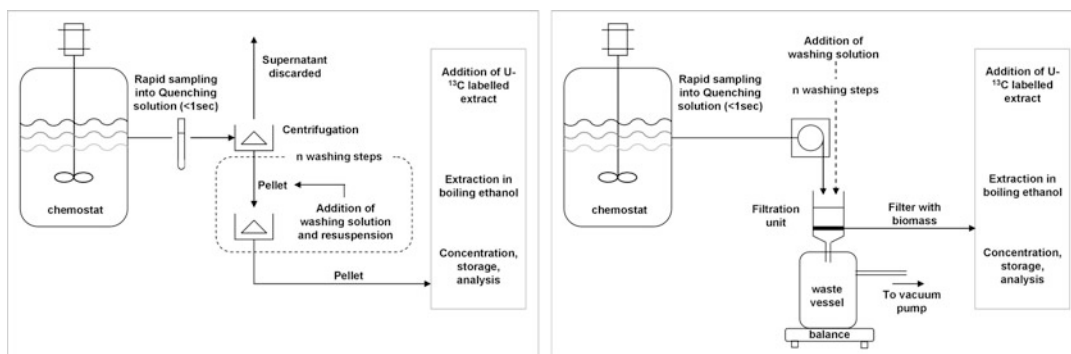 Supernatant
discarded
Rapid sampling
into Quenching
solution (<1sec)
Centrifugation
n washing steps
Pellet
Addition of
washing solution
and resuspension
chemostat
Pellet
Addition of U-
13C labelled
extract
Extraction in
boiling ethanol
Concentration,
storage,
analysis
Addition of
washing solution
Rapid sampling
into Quenching
solution (<1sec)
n washing steps
chemostat
Filtration
unit
Filter with
biomass
waste
vessel
To vacuum
pump
balance
Addition of U-
13C labelled
extract
Extraction in
boiling ethanol
Concentration,
storage,
analysis